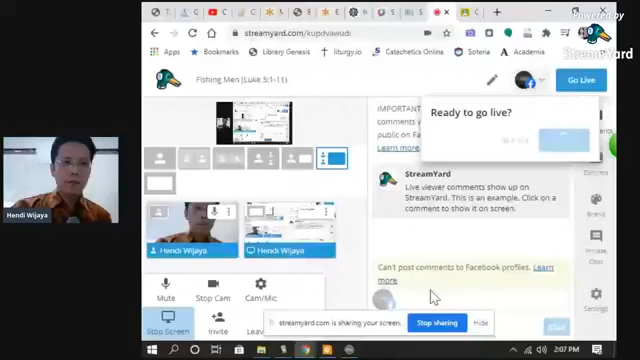 Powered by
StreamYard
streamyard.com/kupdvawudi
Apps
Bookmarks
Library Genesis
liturgy.io
Catechetics Online
Soteria
Academia
Fishing Men (Luke 5:1-11)
Go Live
Ready to go live?
IMPORTANT
comments
public on Fa
Learn more.
StreamYard
Live viewer comments show up on
StreamYard. This is an example. Click on a
comment to show it on screen.
Banners
Brand
Private
Chat
Settings
Hendi Wijaya
Hendi Wijaya
Hendi Wijaya
Can't post comments to Facebook profiles. Learn
more
Mute
Stop Cam
Cam/Mic
Stop Screen
Invite
Leave
streamyard.com is sharing your screen.
Stop sharing
Hide
2:07 PM